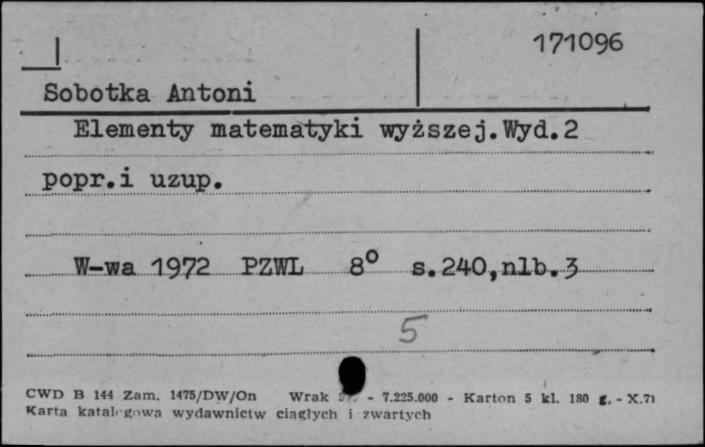 171096
Sobotka Antoni
Elementy matematyki wyższej. Wyd. 2
popr. i uzup.
W-wa 1972 PZWL 8° s. 240, nlb. 3
5
CWD B 144 Zam. 1475/DW/On Wrak - 7.225.000 - Karton 5 kl. 180 g. - X.71
Karta katalogowa wydawnictw ciągłych i zwartych